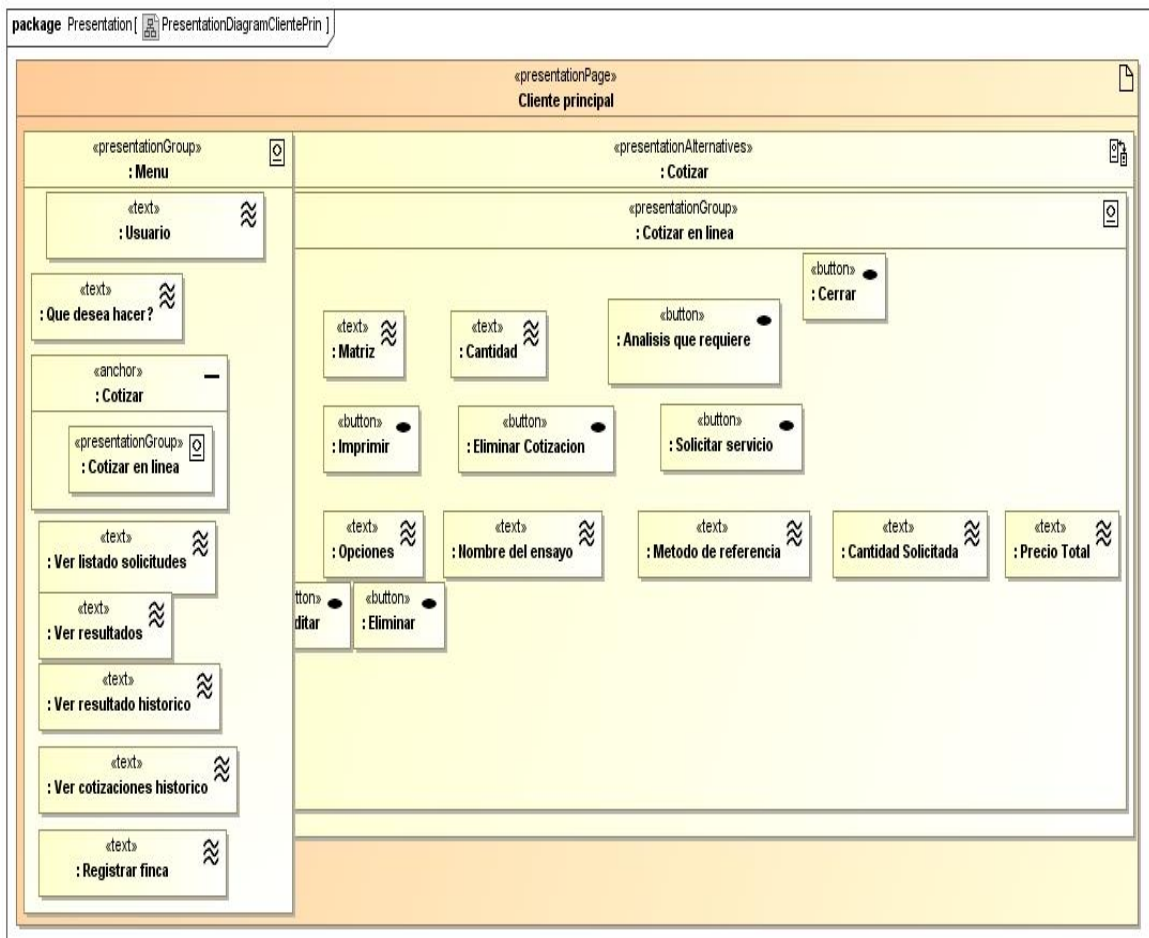 package Presentation[ PresentationDiagramClientePrin ]
«presentationPage»
Cliente principal
«presentationGroup»
: Menu
«text»
: Usuario
«text»
: Que desea hacer?
«anchor»
: Cotizar
«presentationGroup»
: Cotizar en linea
«text»
: Ver listado solicitudes
«text»
: Ver resultados
«text»
: Ver resultado historico
«text»
: Ver cotizaciones historico
«text»
: Registrar finca
«presentationAlternatives»
: Cotizar
«presentationGroup»
: Cotizar en linea
«button»
: Cerrar
«text»
: Matriz
«text»
: Cantidad
«button»
: Analisis que requiere
«button»
: Imprimir
«button»
: Eliminar Cotizacion
«button»
: Solicitar servicio
«text»
: Opciones
«text»
: Nombre del ensayo
«text»
: Metodo de referencia
«text»
: Cantidad Solicitada
«text»
: Precio Total
tton»
ditar
«button»
: Eliminar